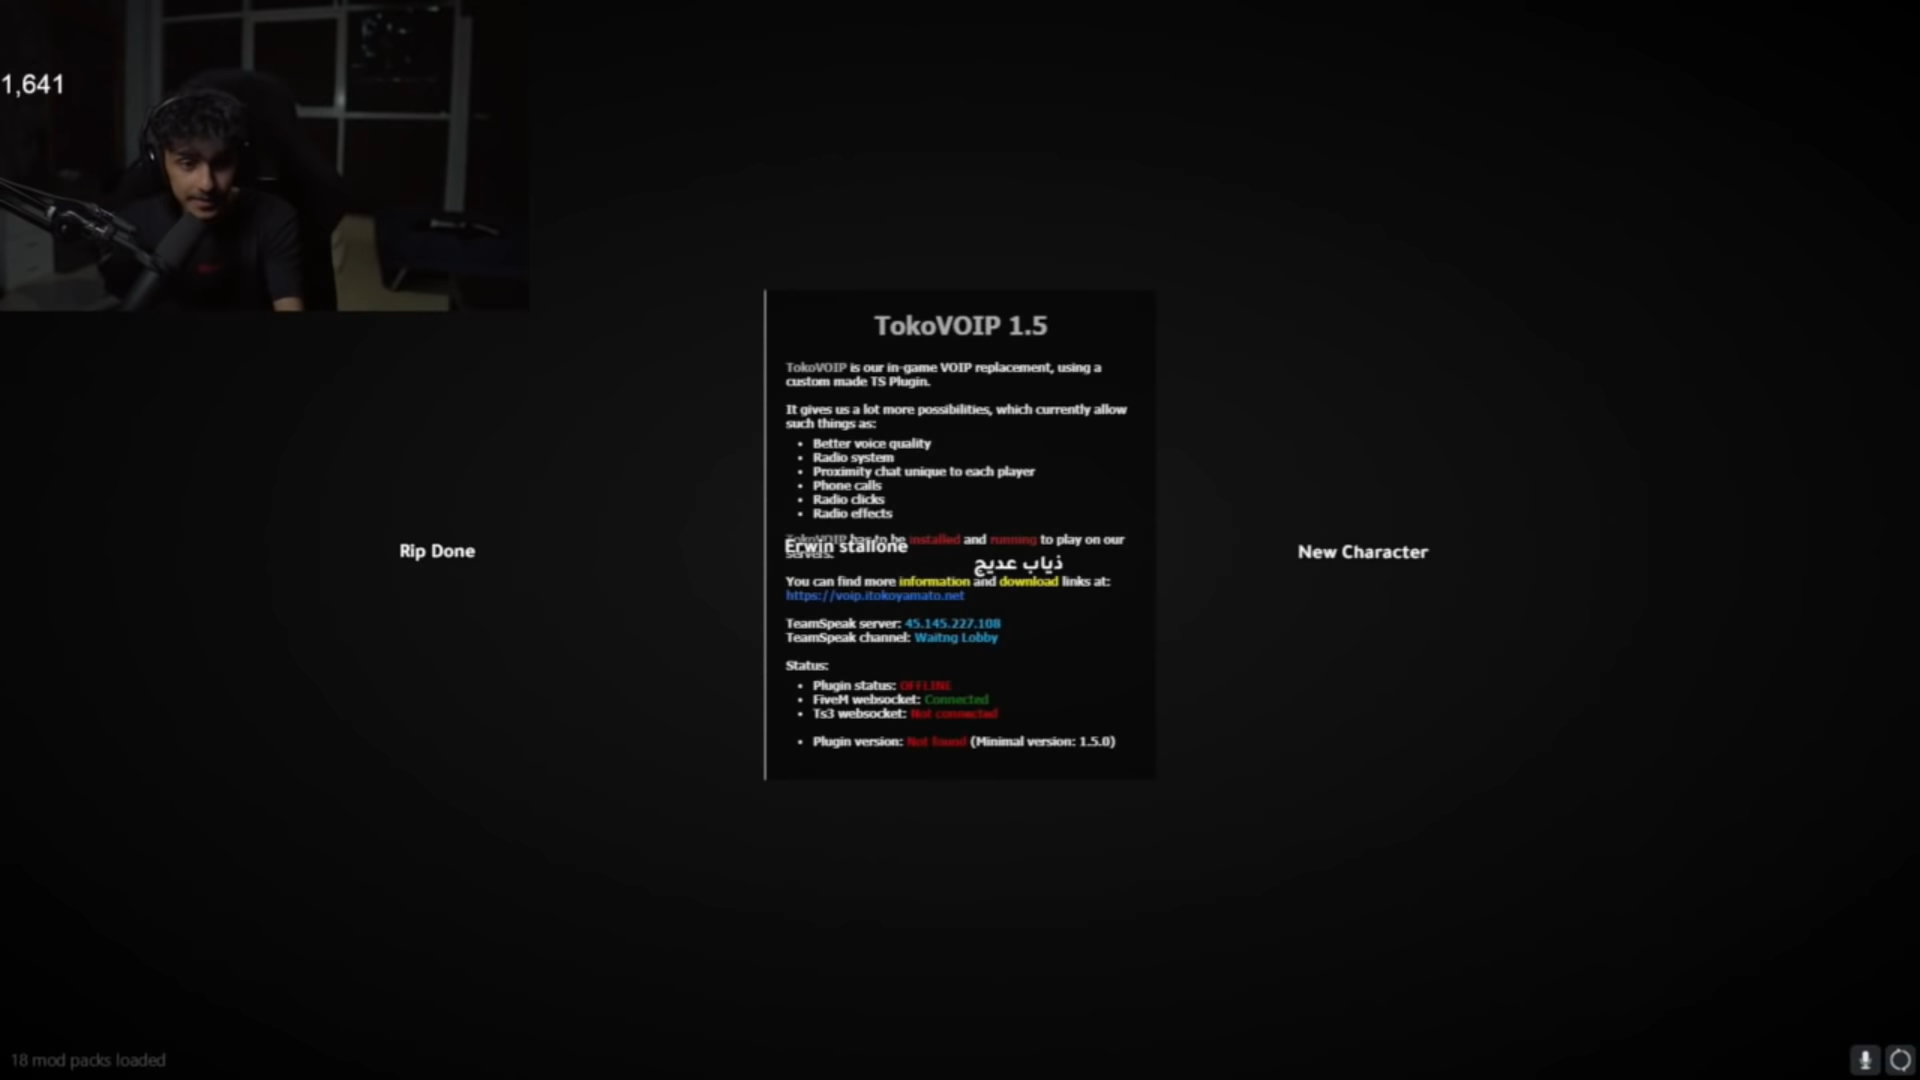 1,641
TokoVOIP 1.5
TokoVOIP is our in-game VOIP replacement, using a
custom made TS Plugin.
It gives us a lot more possibilities, which currently allow
such things as:
• Better voice quality
• Radio system
• Proximity chat unique to each player
• Phone calls
• Radio clicks
• Radio effects
TokoVOIP has to be installed and running to play on our
servers.
Rip Done
Erwin stallone
ذياب عديج
New Character
You can find more information and download links at:
https://voip.itokoyamato.net
TeamSpeak server: 45.145.227.108
TeamSpeak channel: Waitng Lobby
Status:
• Plugin status: OFFLINE
• FiveM websocket: Connected
• Ts3 websocket: Not connected
• Plugin version: Not found (Minimal version: 1.5.0)
18 mod packs loaded